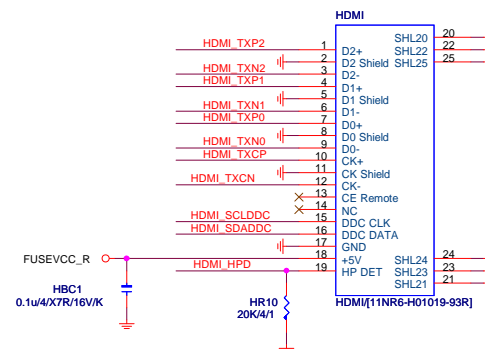 HDMI
HDMI_TXP2 1 D2+ SHL20 20
2 D2 Shield SHL22 22
HDMI_TXN2 3 D2- SHL25 25
HDMI_TXP1 4 D1+
5 D1 Shield
HDMI_TXN1 6 D1-
HDMI_TXP0 7 D0+
8 D0 Shield
HDMI_TXN0 9 D0-
HDMI_TXCP 10 CK+
11 CK Shield
HDMI_TXCN 12 CK-
13 CE Remote
14 NC
HDMI_SCLDDC 15 DDC CLK
HDMI_SDADDC 16 DDC DATA
17 GND
FUSEVCC_R 18 +5V SHL24 24
HDMI_HPD 19 HP DET SHL23 23
SHL21 21
HBC1
0.1u/4/X7R/16V/K
HR10
20K/4/1
HDMI/[11NR6-H01019-93R]